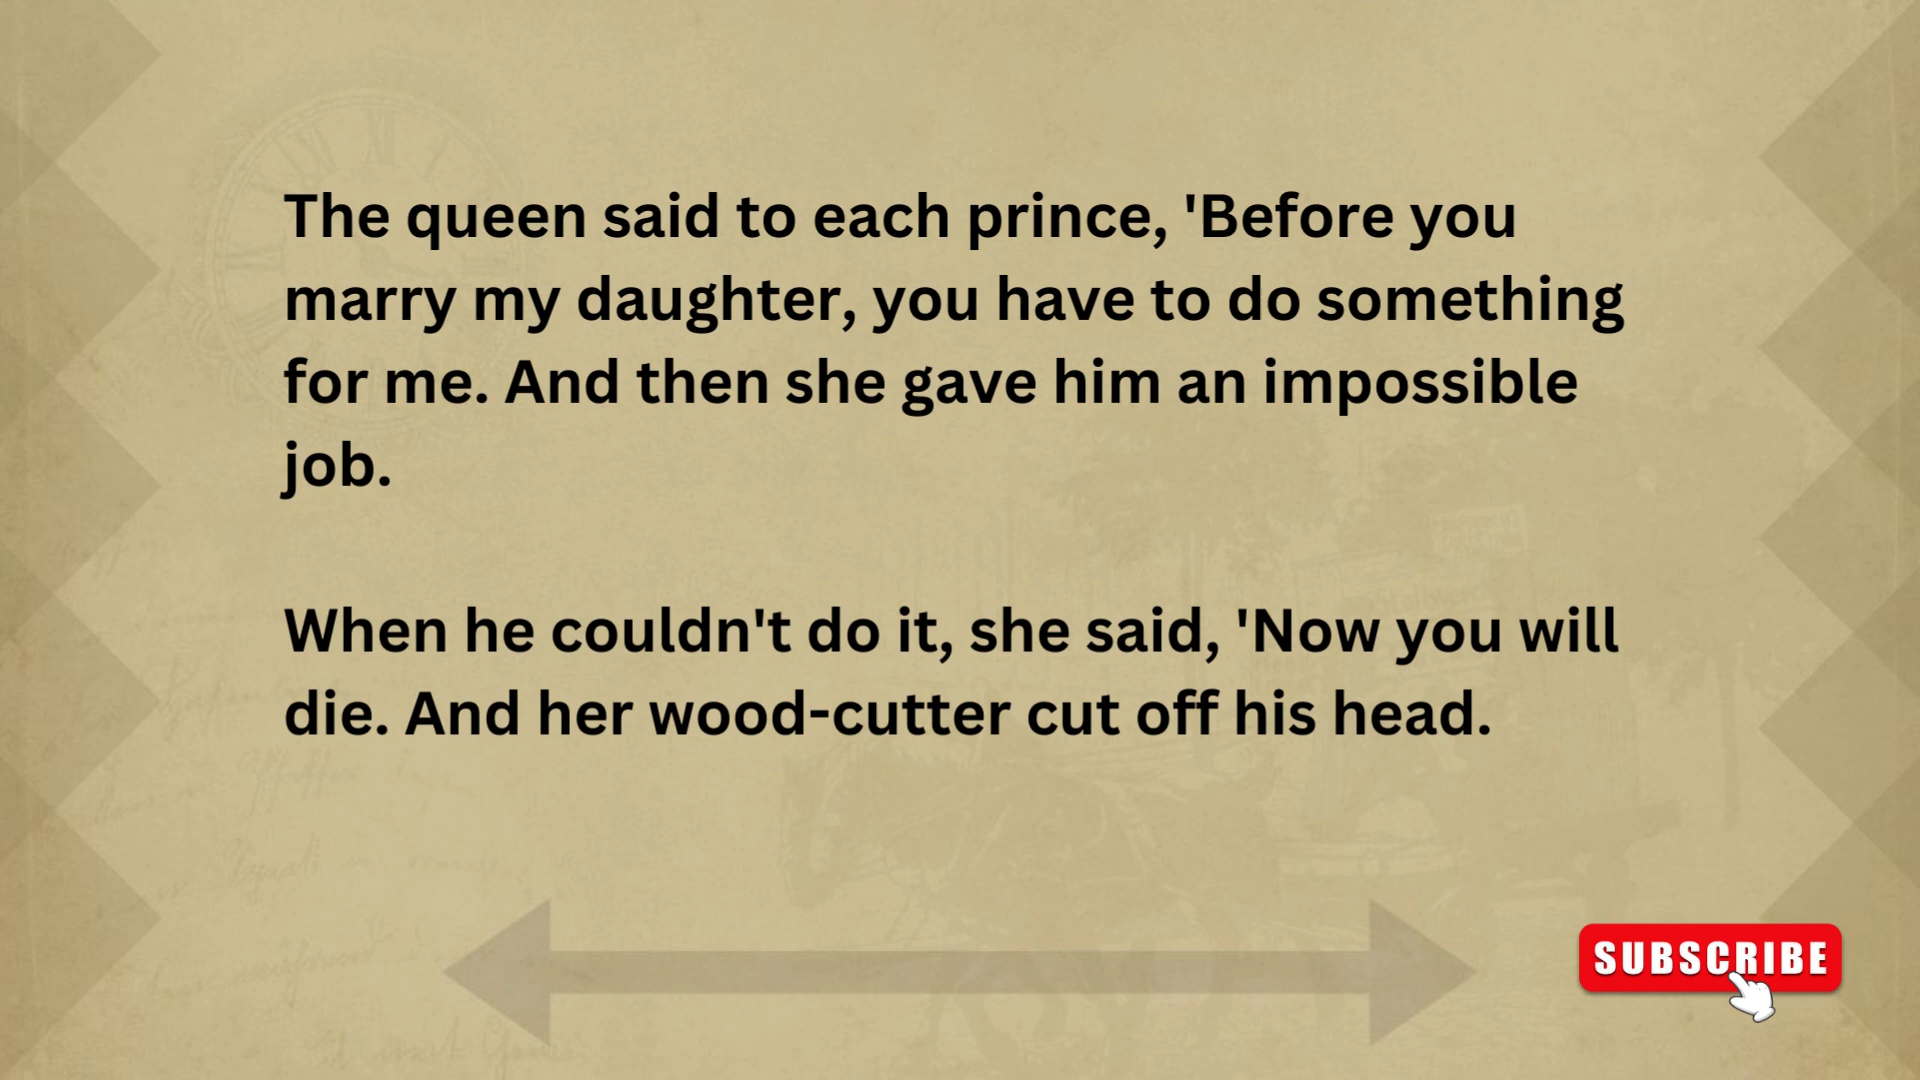 The queen said to each prince, 'Before you
marry my daughter, you have to do something
for me. And then she gave him an impossible
job.
When he couldn't do it, she said, 'Now you will
die. And her wood-cutter cut off his head.
SUBSCRIBE